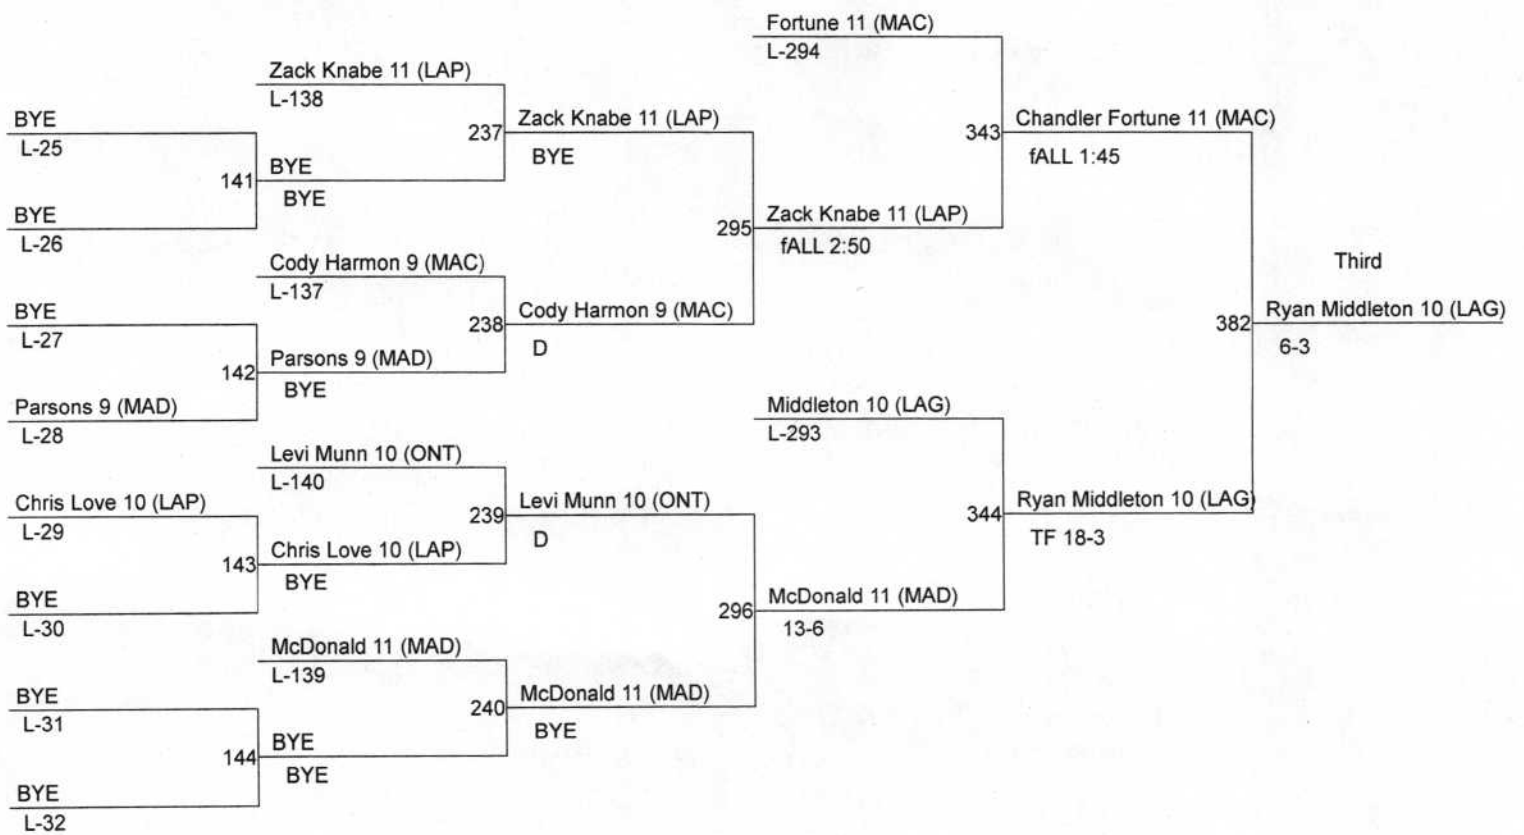 Fortune 11 (MAC)
L-294
Zack Knabe 11 (LAP)
L-138
BYE
L-25
237
Zack Knabe 11 (LAP)
BYE
343
Chandler Fortune 11 (MAC)
fALL 1:45
141
BYE
BYE
BYE
L-26
295
Zack Knabe 11 (LAP)
fALL 2:50
Cody Harmon 9 (MAC)
L-137
Third
BYE
L-27
238
Cody Harmon 9 (MAC)
D
382
Ryan Middleton 10 (LAG)
6-3
142
Parsons 9 (MAD)
BYE
Parsons 9 (MAD)
L-28
Middleton 10 (LAG)
L-293
Levi Munn 10 (ONT)
L-140
Chris Love 10 (LAP)
L-29
239
Levi Munn 10 (ONT)
D
344
Ryan Middleton 10 (LAG)
TF 18-3
143
Chris Love 10 (LAP)
BYE
BYE
L-30
296
McDonald 11 (MAD)
13-6
McDonald 11 (MAD)
L-139
BYE
L-31
240
McDonald 11 (MAD)
BYE
144
BYE
BYE
BYE
L-32